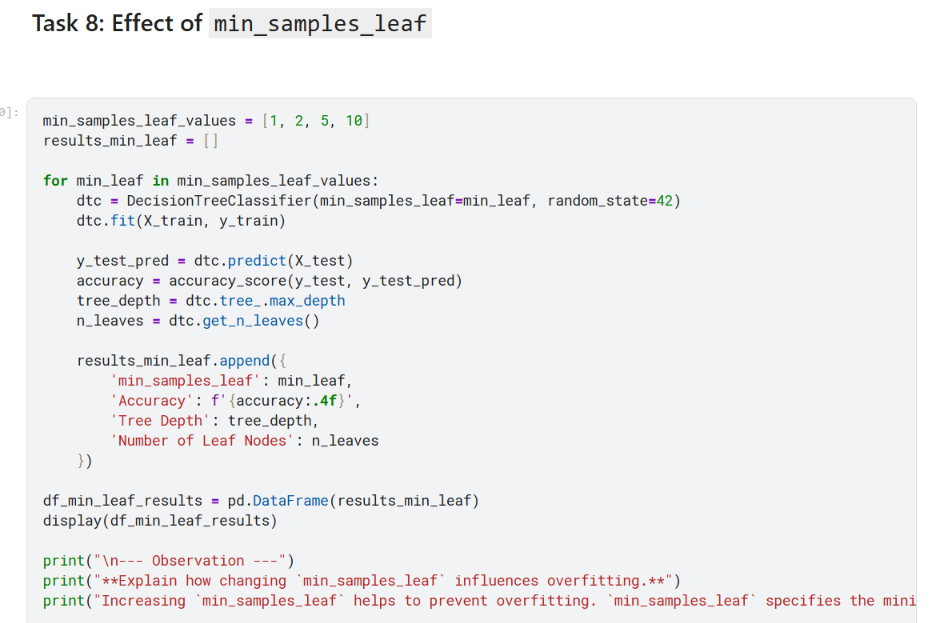 Task 8: Effect of min_samples_leaf
0]:
min_samples_leaf_values = [1, 2, 5, 10]
results_min_leaf = []
for min_leaf in min_samples_leaf_values:
    dtc = DecisionTreeClassifier(min_samples_leaf=min_leaf, random_state=42)
    dtc.fit(X_train, y_train)
    y_test_pred = dtc.predict(X_test)
    accuracy = accuracy_score(y_test, y_test_pred)
    tree_depth = dtc.tree_.max_depth
    n_leaves = dtc.get_n_leaves()
    results_min_leaf.append({
        'min_samples_leaf': min_leaf,
        'Accuracy': f'{accuracy:.4f}',
        'Tree Depth': tree_depth,
        'Number of Leaf Nodes': n_leaves
    })
df_min_leaf_results = pd.DataFrame(results_min_leaf)
display(df_min_leaf_results)
print("\n--- Observation ---")
print("**Explain how changing `min_samples_leaf` influences overfitting.**")
print("Increasing `min_samples_leaf` helps to prevent overfitting. `min_samples_leaf` specifies the mini